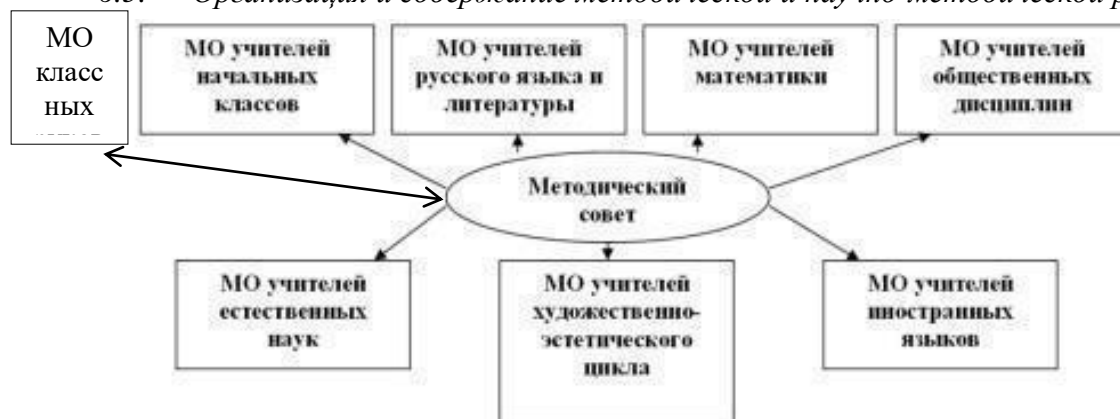 Организация и содержание методической и научно-методической
МО
класс
ных
МО учителей
начальных
классов
МО учителей
русского языка и
литературы
МО учителей
математики
МО учителей
общественных
дисциплин
Методический
совет
МО учителей
естественных
наук
МО учителей
художественно-
эстетического
цикла
МО учителей
иностранных
языков